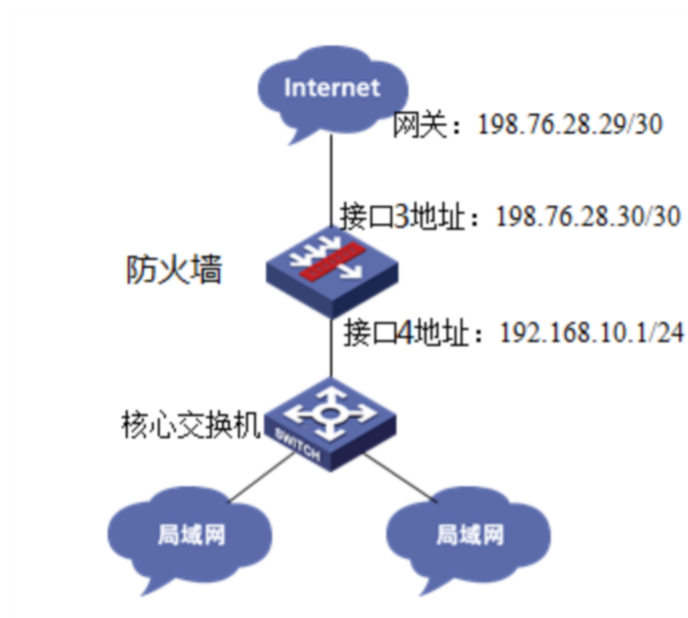 Internet
网关：198.76.28.29/30
接口3地址：198.76.28.30/30
防火墙
接口4地址：192.168.10.1/24
核心交换机
SWITCH
局域网
局域网